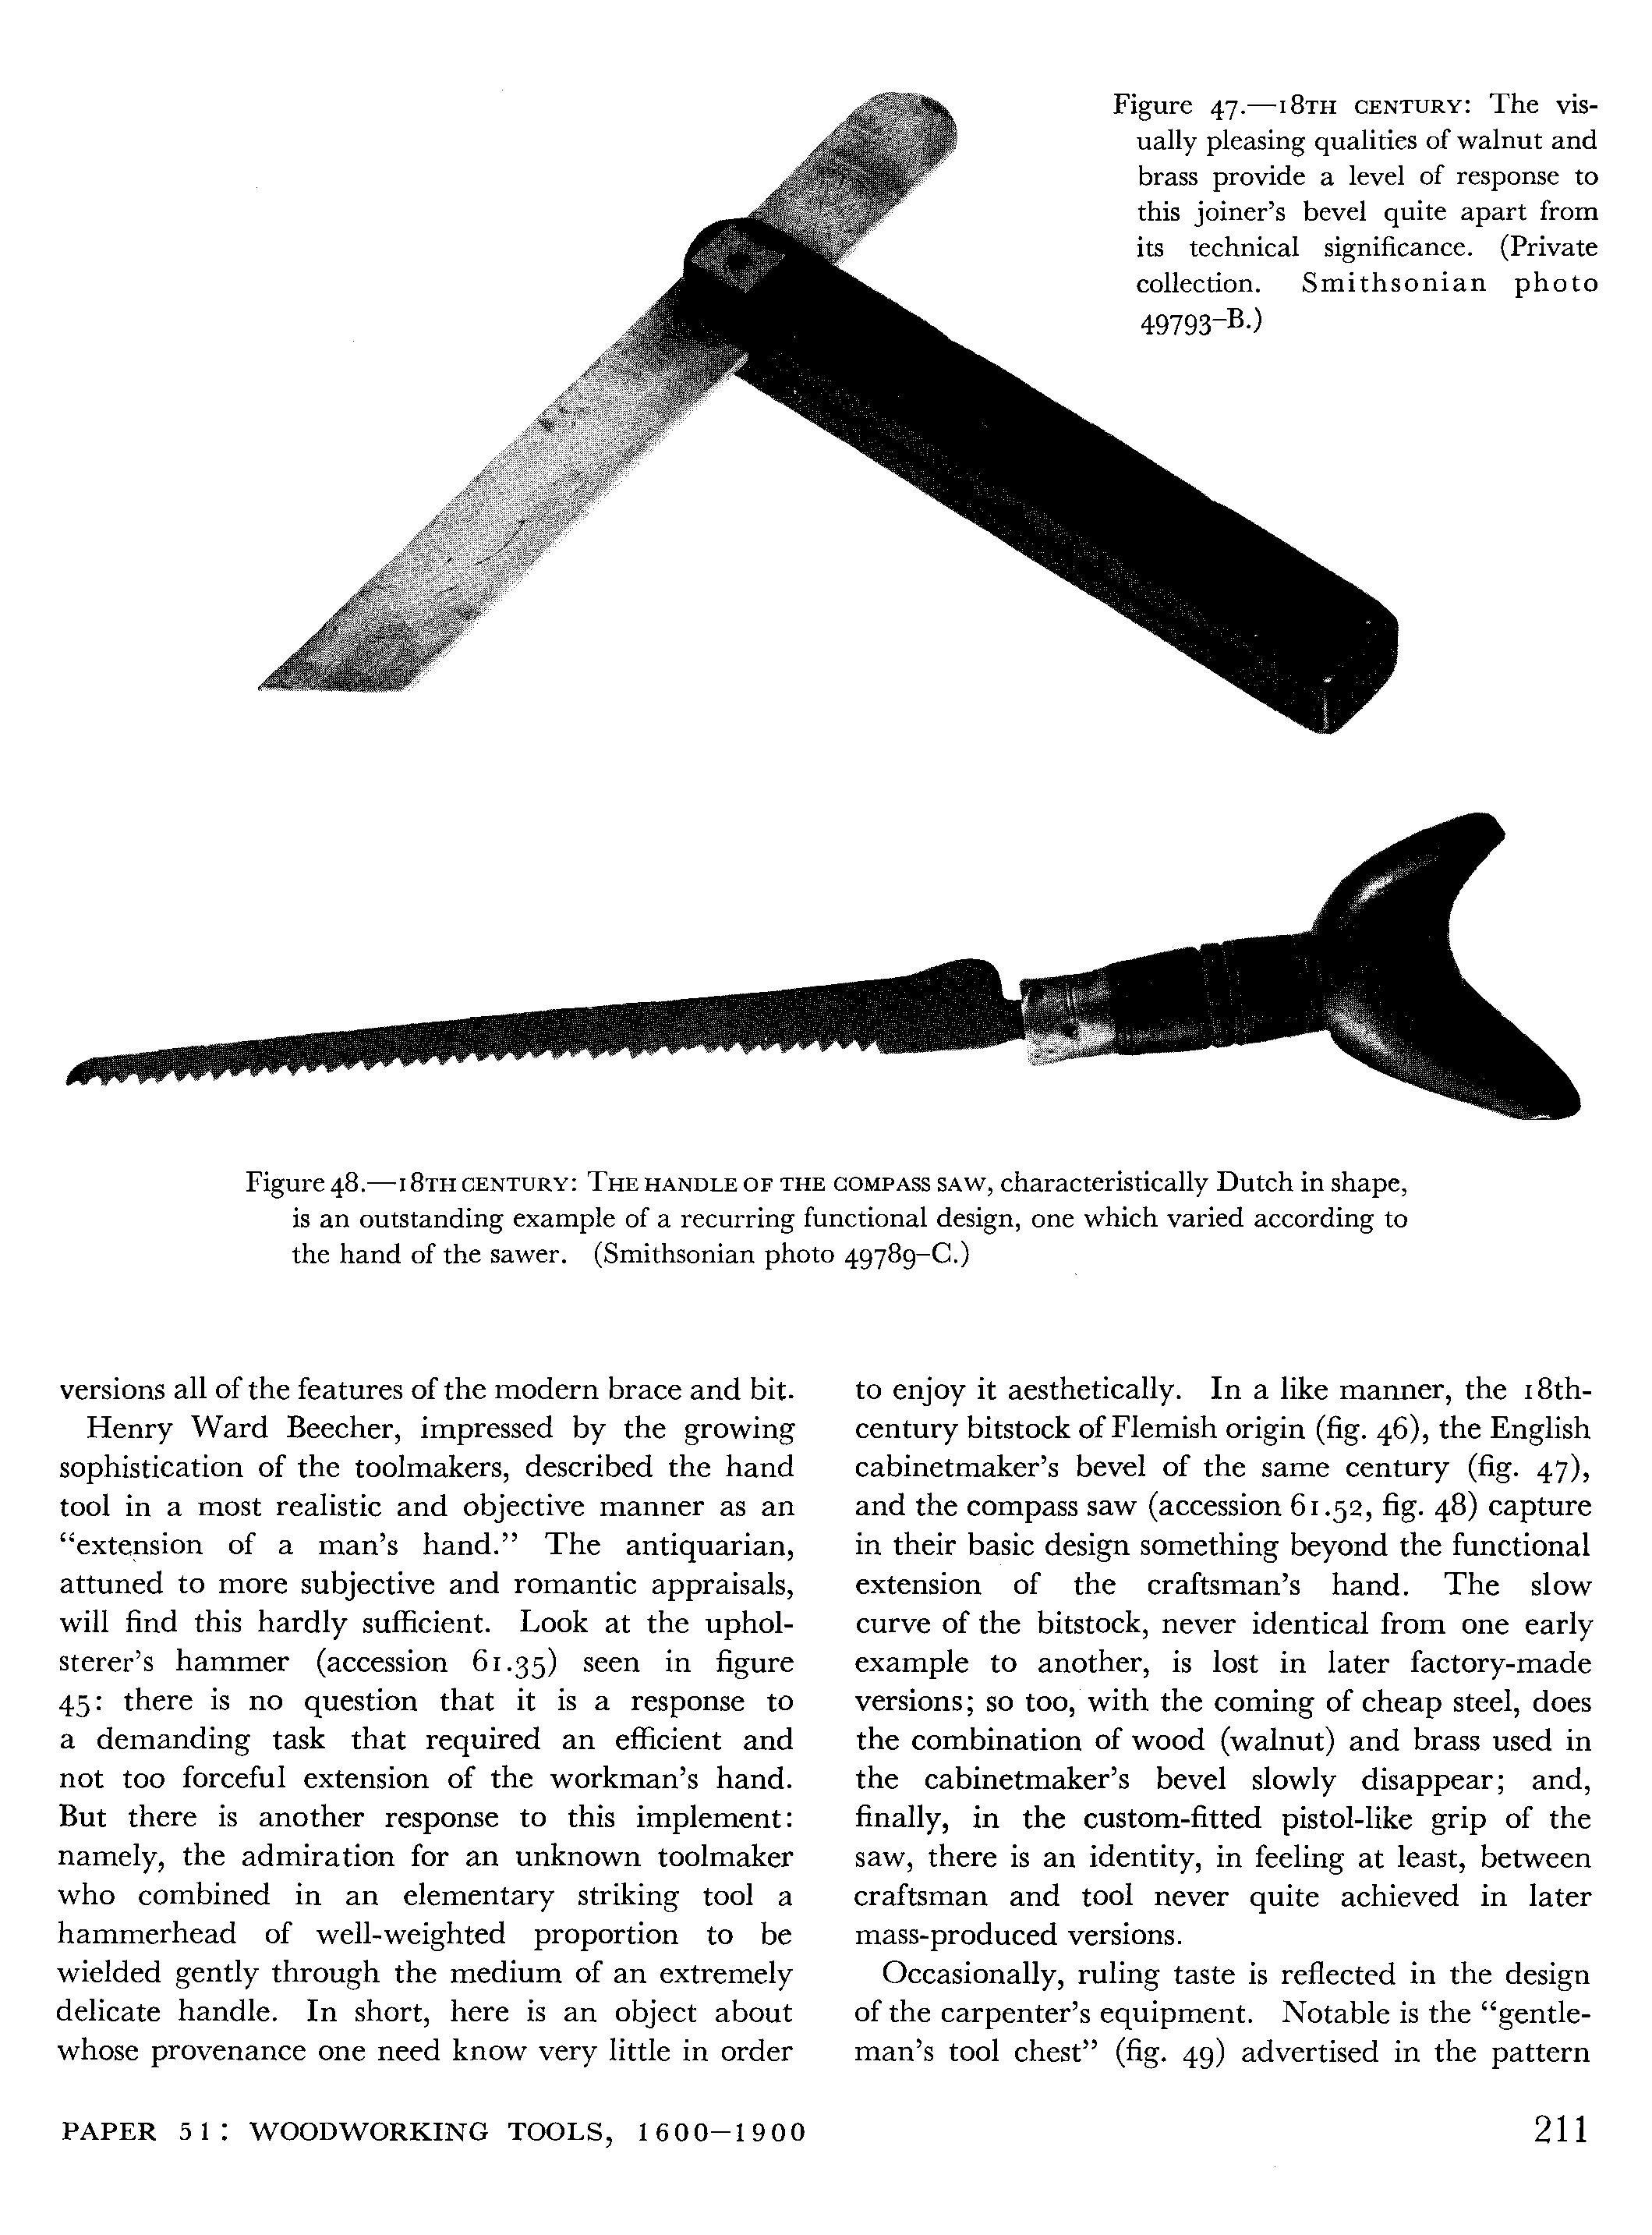 Figure 47.—18TH CENTURY: The vis-
ually pleasing qualities of walnut and
brass provide a level of response to
this joiner's bevel quite apart from
its technical significance. (Private
collection. Smithsonian photo
49793-B.)
Figure 48.—18TH CENTURY: THE HANDLE OF THE COMPASS SAW, characteristically Dutch in shape,
is an outstanding example of a recurring functional design, one which varied according to
the hand of the sawer. (Smithsonian photo 49789-C.)
versions all of the features of the modern brace and bit.
Henry Ward Beecher, impressed by the growing
sophistication of the toolmakers, described the hand
tool in a most realistic and objective manner as an
“extension of a man's hand.” The antiquarian,
attuned to more subjective and romantic appraisals,
will find this hardly sufficient. Look at the uphol-
sterer's hammer (accession 61.35) seen in figure
45: there is no question that it is a response to
a demanding task that required an efficient and
not too forceful extension of the workman's hand.
But there is another response to this implement:
namely, the admiration for an unknown toolmaker
who combined in an elementary striking tool a
hammerhead of well-weighted proportion to be
wielded gently through the medium of an extremely
delicate handle. In short, here is an object about
whose provenance one need know very little in order
to enjoy it aesthetically. In a like manner, the 18th-
century bitstock of Flemish origin (fig. 46), the English
cabinetmaker's bevel of the same century (fig. 47),
and the compass saw (accession 61.52, fig. 48) capture
in their basic design something beyond the functional
extension of the craftsman's hand. The slow
curve of the bitstock, never identical from one early
example to another, is lost in later factory-made
versions; so too, with the coming of cheap steel, does
the combination of wood (walnut) and brass used in
the cabinetmaker's bevel slowly disappear; and,
finally, in the custom-fitted pistol-like grip of the
saw, there is an identity, in feeling at least, between
craftsman and tool never quite achieved in later
mass-produced versions.
Occasionally, ruling taste is reflected in the design
of the carpenter's equipment. Notable is the “gentle-
man's tool chest” (fig. 49) advertised in the pattern
PAPER 51: WOODWORKING TOOLS, 1600–1900
211